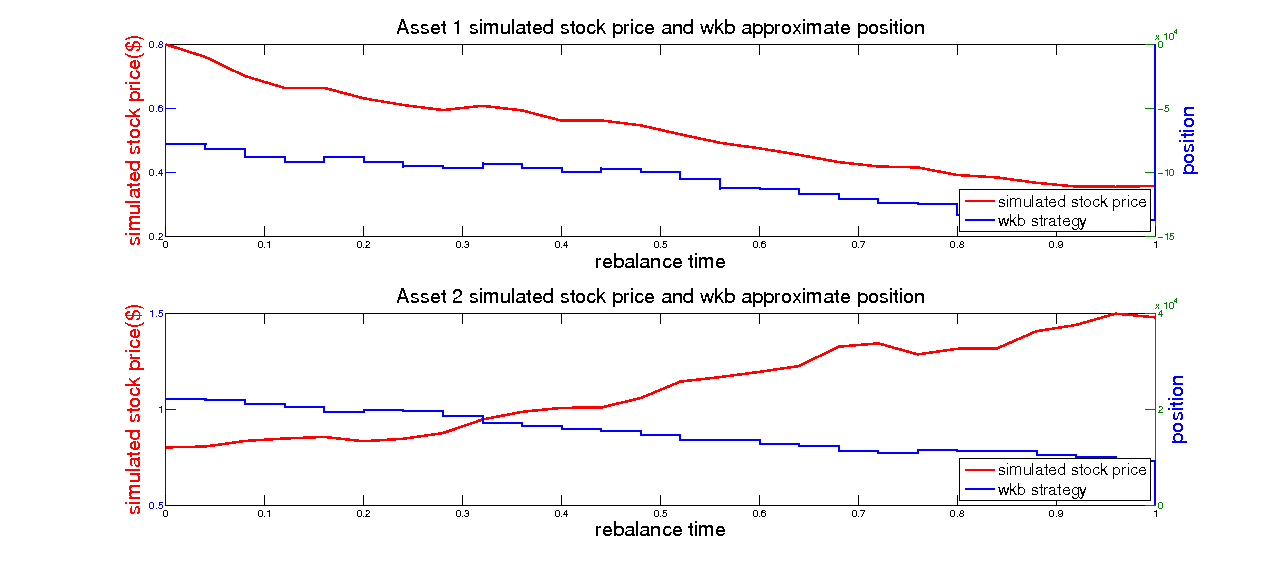 Asset 1 simulated stock price and wkb approximate position
simulated stock price($)
0.8
0.6
0.4
0.2
x 10^4
0
−5
−10
−15
position
simulated stock price
wkb strategy
0 0.1 0.2 0.3 0.4 0.5 0.6 0.7 0.8 0.9 1
rebalance time
Asset 2 simulated stock price and wkb approximate position
simulated stock price($)
1.5
1
0.5
x 10^4
4
2
0
position
simulated stock price
wkb strategy
0 0.1 0.2 0.3 0.4 0.5 0.6 0.7 0.8 0.9 1
rebalance time